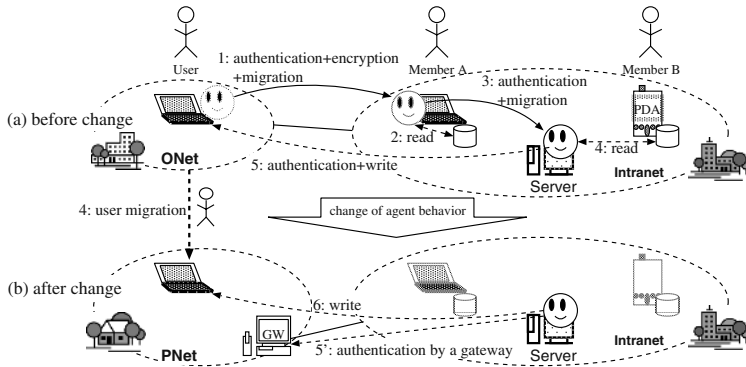 User
Member A
Member B
1: authentication+encryption
+migration
3: authentication
+migration
PDA
(a) before change
2: read
4: read
ONet
5: authentication+write
Server
Intranet
4: user migration
change of agent behavior
(b) after change
6: write
GW
PNet
5': authentication by a gateway
Server
Intranet